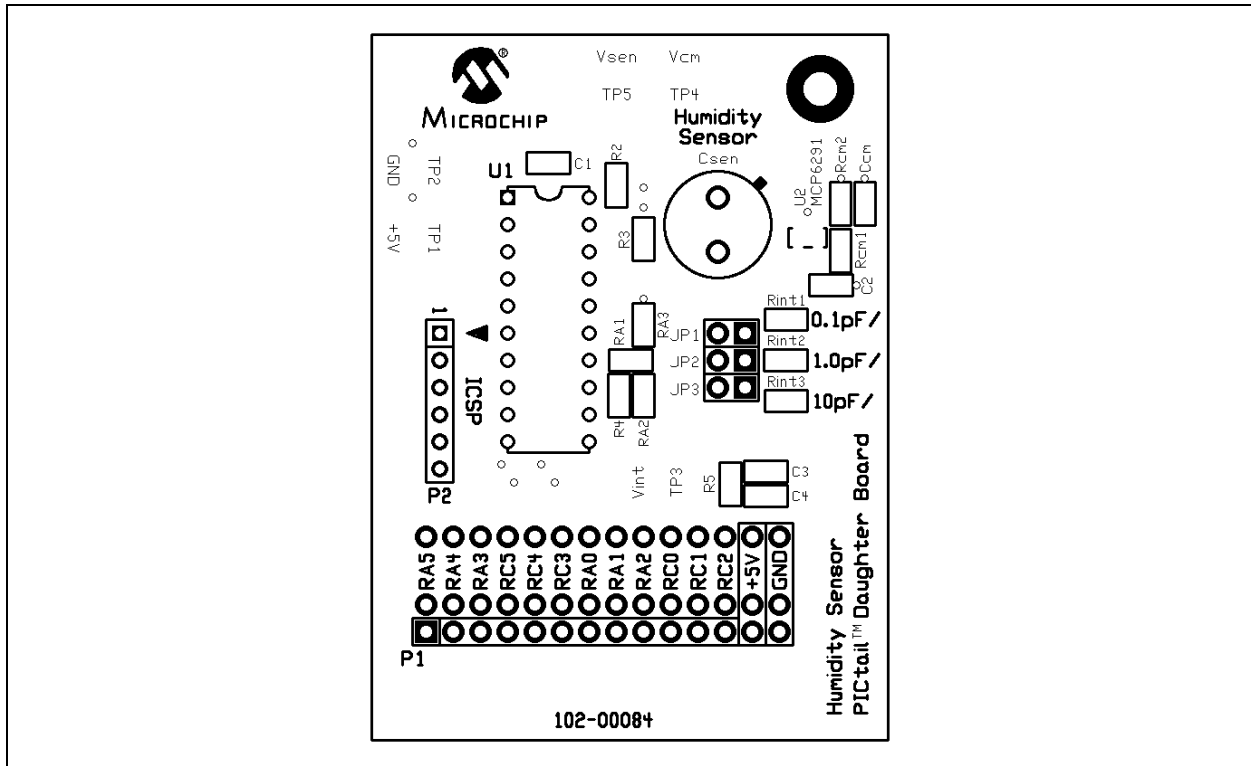 Vsen Vcm
TP5 TP4
®
MICROCHIP
Humidity
Sensor
Csen
GND TP2
+5V TP1
U1
C1
R2
R3
U2
MCP6291
Rcm2
Ccm
Rcm1
C2
1
ICSP
P2
RA1
RA3
R4
RA2
JP1
JP2
JP3
Rint1
0.1pF/
Rint2
1.0pF/
Rint3
10pF/
Vint TP3
R5
C3
C4
RA5 RA4 RA3 RC5 RC4 RC3 RA0 RA1 RA2 RC0 RC1 RC2 +5V GND
P1
Humidity Sensor
PICtail™ Daughter Board
102-00084